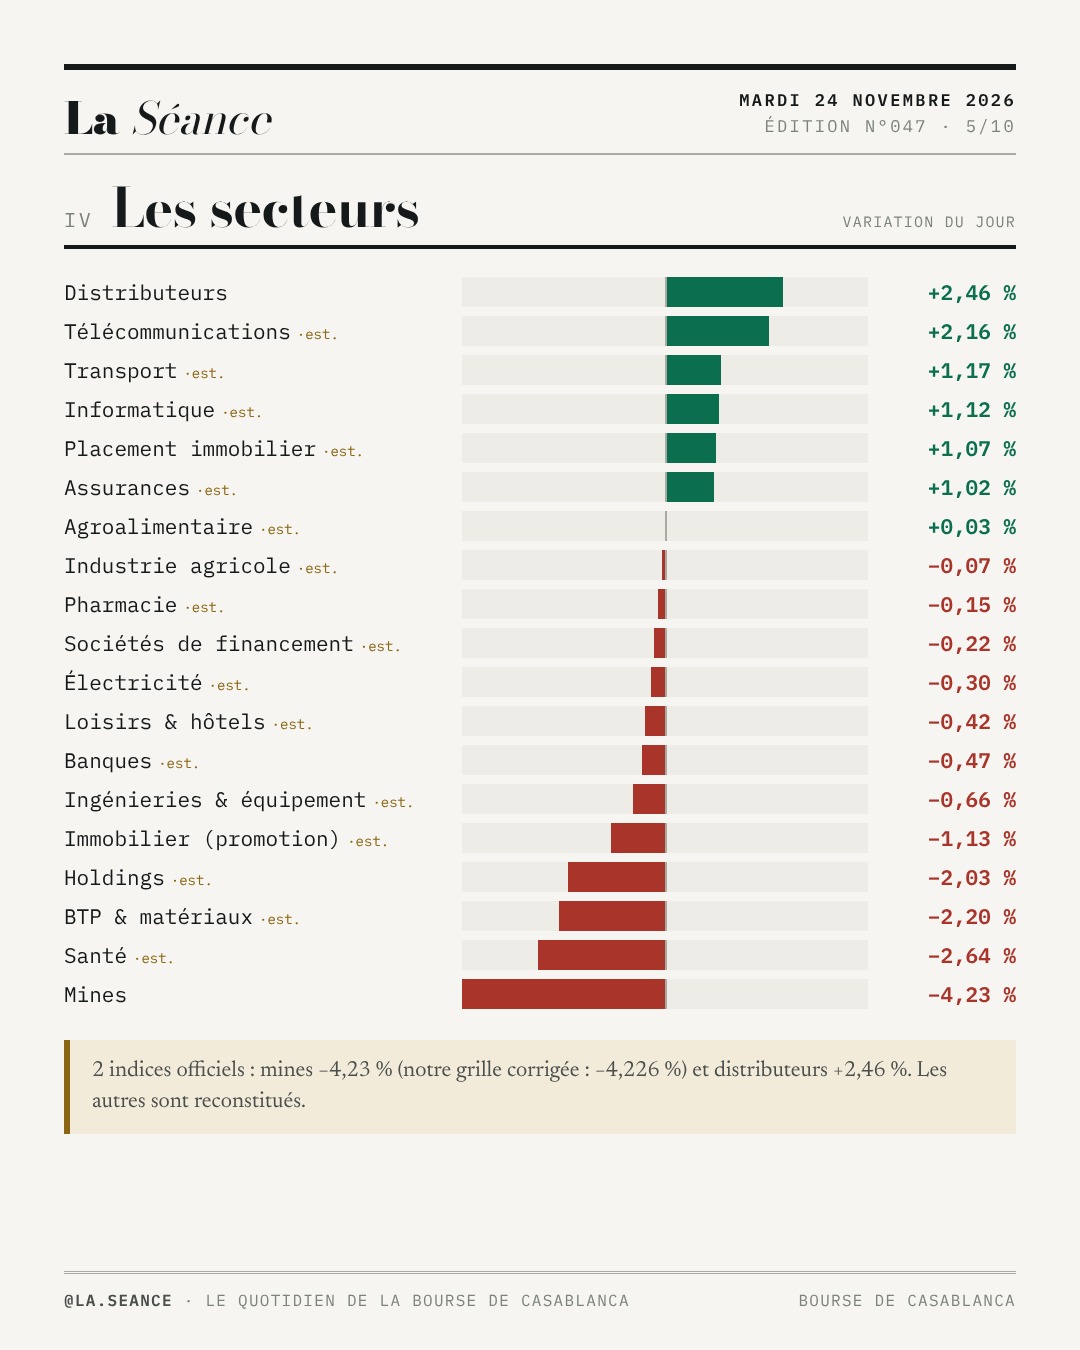 La Séance
MARDI 24 NOVEMBRE 2026
ÉDITION N°047 · 5/10
IV Les secteurs
VARIATION DU JOUR
Distributeurs +2,46 %
Télécommunications ·est. +2,16 %
Transport ·est. +1,17 %
Informatique ·est. +1,12 %
Placement immobilier ·est. +1,07 %
Assurances ·est. +1,02 %
Agroalimentaire ·est. +0,03 %
Industrie agricole ·est. −0,07 %
Pharmacie ·est. −0,15 %
Sociétés de financement ·est. −0,22 %
Électricité ·est. −0,30 %
Loisirs & hôtels ·est. −0,42 %
Banques ·est. −0,47 %
Ingénieries & équipement ·est. −0,66 %
Immobilier (promotion) ·est. −1,13 %
Holdings ·est. −2,03 %
BTP & matériaux ·est. −2,20 %
Santé ·est. −2,64 %
Mines −4,23 %
2 indices officiels : mines −4,23 % (notre grille corrigée : −4,226 %) et distributeurs +2,46 %. Les
autres sont reconstitués.
@LA.SEANCE · LE QUOTIDIEN DE LA BOURSE DE CASABLANCA
BOURSE DE CASABLANCA